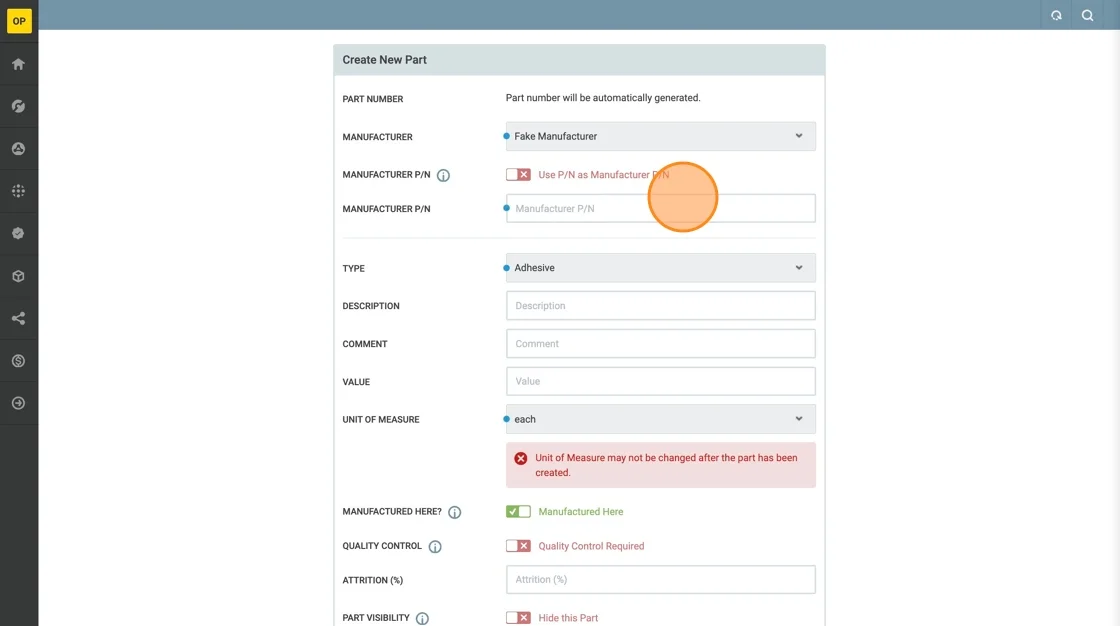 OP
Create New Part
PART NUMBER
Part number will be automatically generated.
MANUFACTURER
Fake Manufacturer
MANUFACTURER P/N
Use P/N as Manufacturer P/N
MANUFACTURER P/N
Manufacturer P/N
TYPE
Adhesive
DESCRIPTION
Description
COMMENT
Comment
VALUE
Value
UNIT OF MEASURE
each
Unit of Measure may not be changed after the part has been
created.
MANUFACTURED HERE?
Manufactured Here
QUALITY CONTROL
Quality Control Required
ATTRITION (%)
Attrition (%)
PART VISIBILITY
Hide this Part